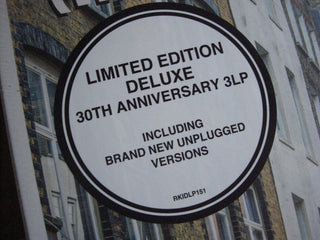 LIMITED EDITION
DELUXE
30TH ANNIVERSARY 3LP
INCLUDING
BRAND NEW UNPLUGGED
VERSIONS
RKIDLP151